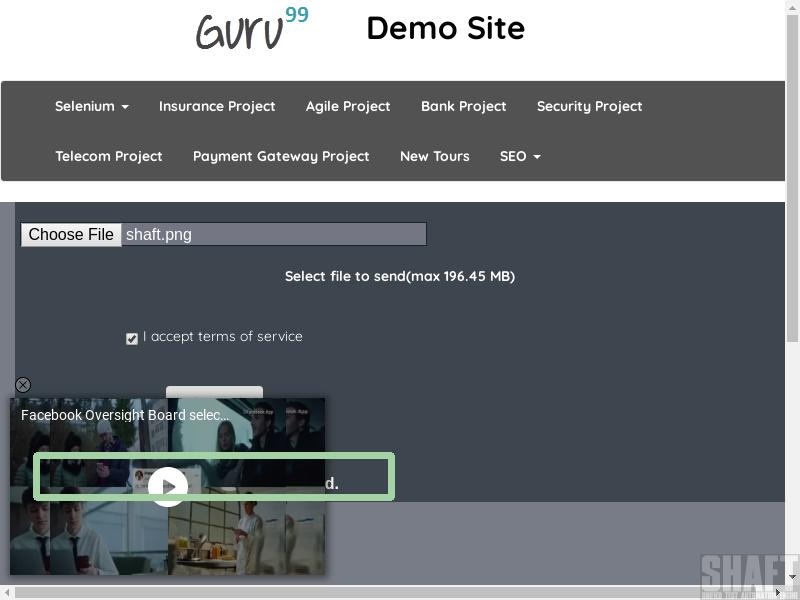 Guru99
Demo Site
Selenium
Insurance Project
Agile Project
Bank Project
Security Project
Telecom Project
Payment Gateway Project
New Tours
SEO
Choose File shaft.png
Select file to send(max 196.45 MB)
I accept terms of service
Facebook Oversight Board selec...
d.
SHAFT